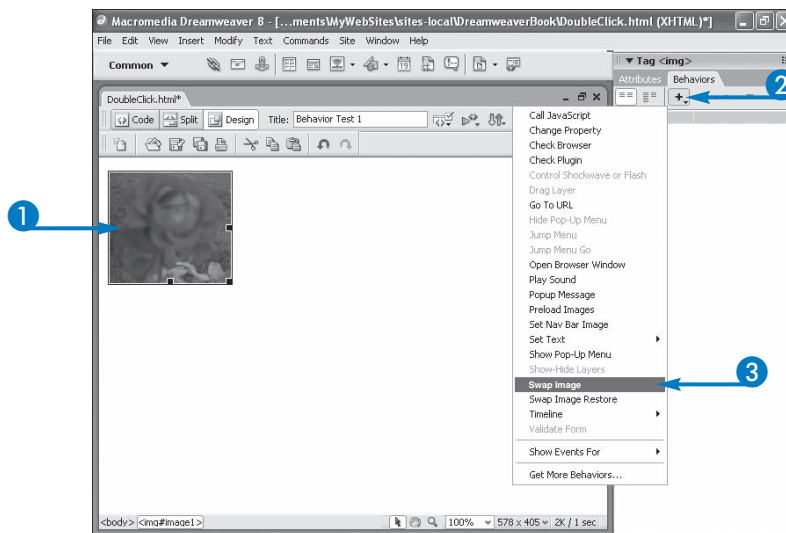 Macromedia Dreamweaver 8 - [...ments\MyWebSites\sites-local\DreamweaverBook\DoubleClick.html (XHTML)*]
File Edit View Insert Modify Text Commands Site Window Help
Common
Tag <img>
Attributes Behaviors
2
DoubleClick.html*
Code Split Design Title: Behavior Test 1
1
Call JavaScript
Change Property
Check Browser
Check Plugin
Control Shockwave or Flash
Drag Layer
Go To URL
Hide Pop-Up Menu
Jump Menu
Jump Menu Go
Open Browser Window
Play Sound
Popup Message
Preload Images
Set Nav Bar Image
Set Text
Show Pop-Up Menu
Show-Hide Layers
Swap Image
3
Swap Image Restore
Timeline
Validate Form
Show Events For
Get More Behaviors...
<body> <img#image1> 100% 578 x 405 2K / 1 sec